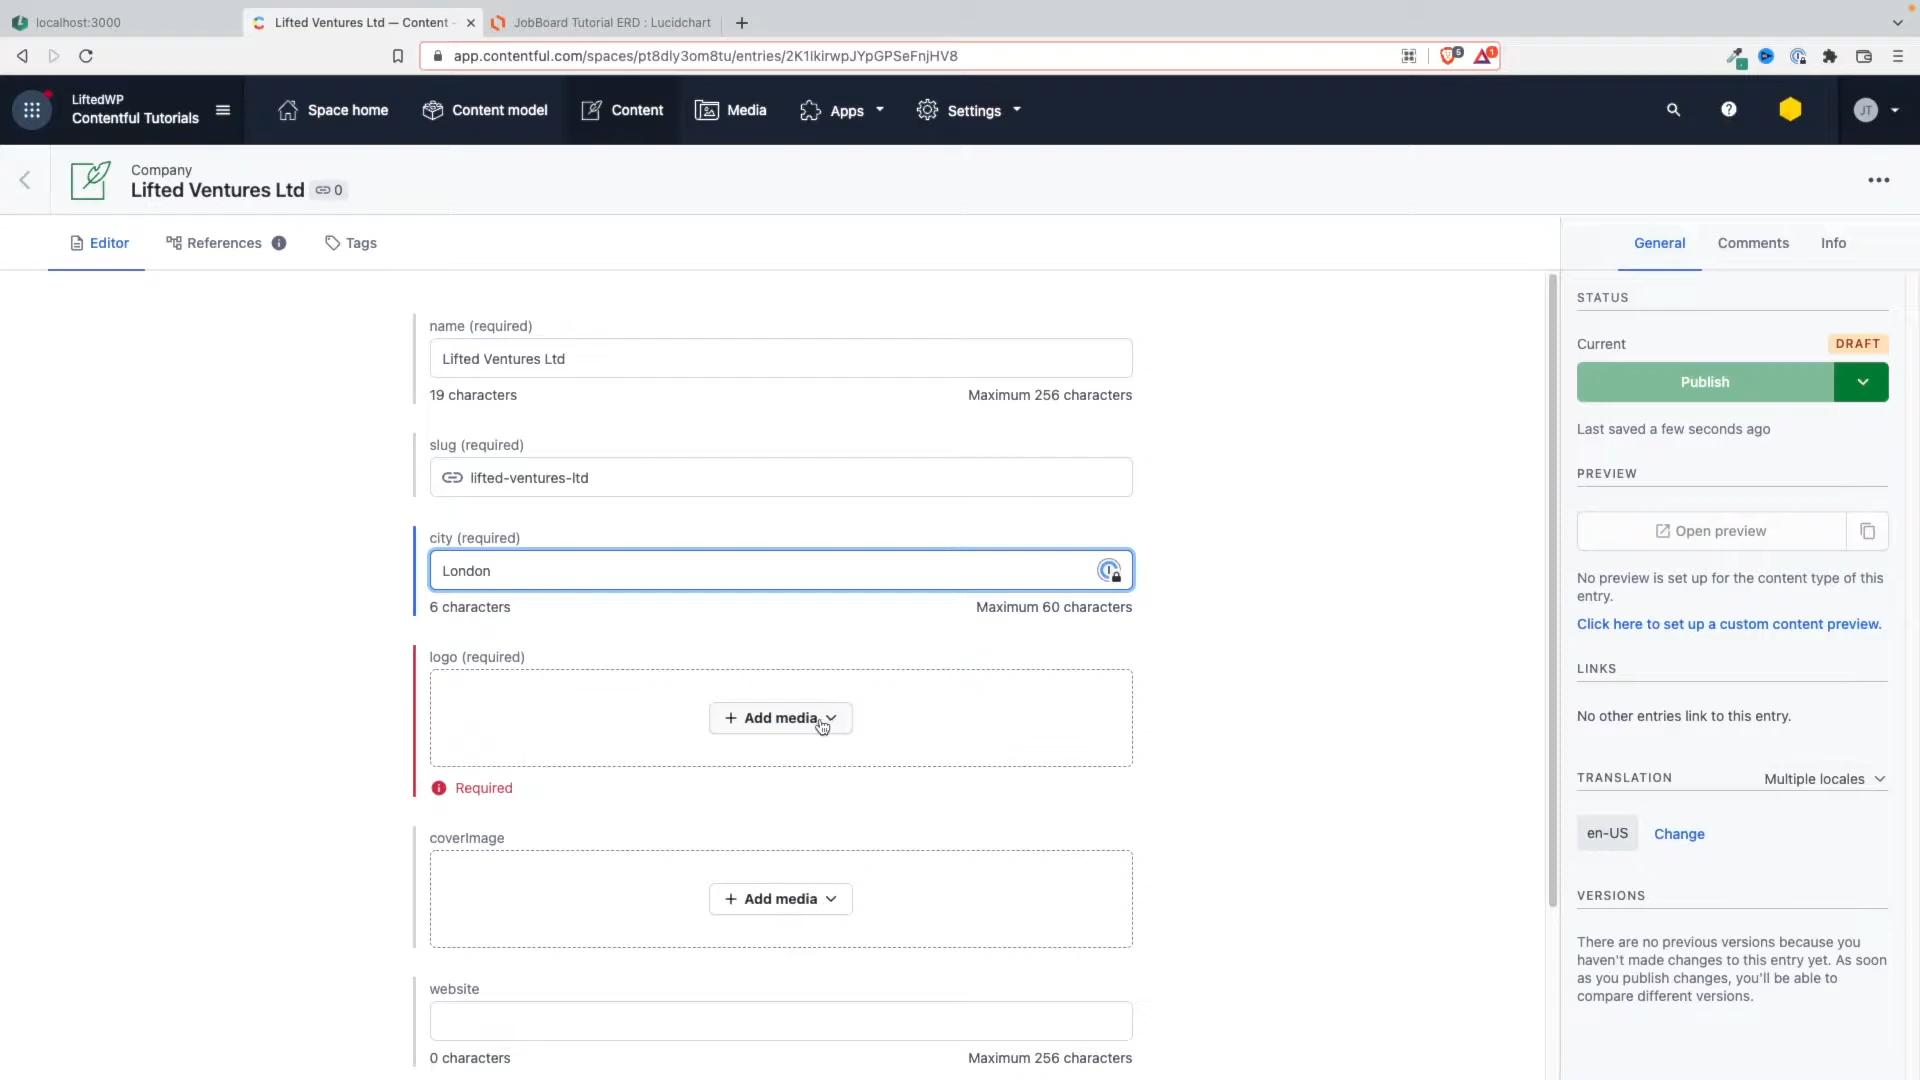 localhost:3000
Lifted Ventures Ltd — Content -
JobBoard Tutorial ERD : Lucidchart
app.contentful.com/spaces/pt8dly3om8tu/entries/2K1IkirwpJYpGPSeFnjHV8
5
1
LiftedWP
Contentful Tutorials
Space home
Content model
Content
Media
Apps
Settings
JT
Company
Lifted Ventures Ltd
0
Editor
References
Tags
General
Comments
Info
name (required)
Lifted Ventures Ltd
19 characters
Maximum 256 characters
slug (required)
lifted-ventures-ltd
city (required)
London
6 characters
Maximum 60 characters
logo (required)
Add media
Required
coverImage
Add media
website
0 characters
Maximum 256 characters
STATUS
Current
DRAFT
Publish
Last saved a few seconds ago
PREVIEW
Open preview
No preview is set up for the content type of this
entry.
Click here to set up a custom content preview.
LINKS
No other entries link to this entry.
TRANSLATION
Multiple locales
en-US
Change
VERSIONS
There are no previous versions because you
haven't made changes to this entry yet. As soon
as you publish changes, you'll be able to
compare different versions.